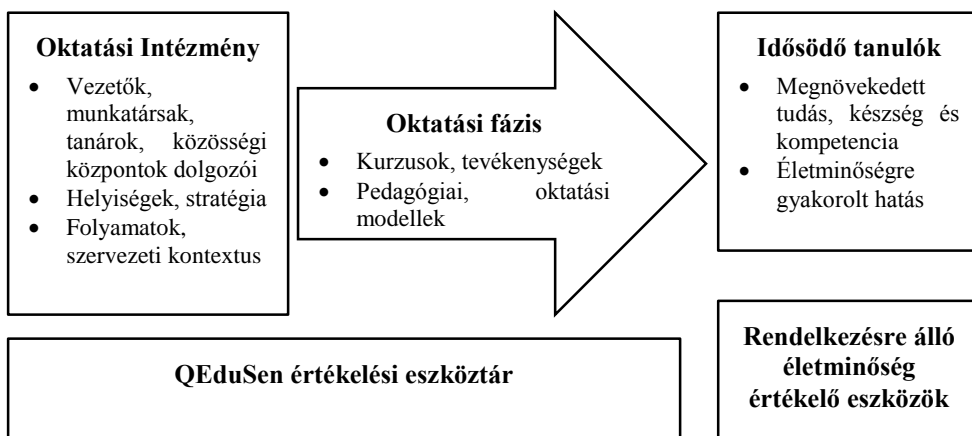 Oktatási Intézmény
• Vezetők,
munkatársak,
tanárok, közösségi
központok dolgozói
• Helyiségek, stratégia
• Folyamatok,
szervezeti kontextus
Oktatási fázis
• Kurzusok, tevékenységek
• Pedagógiai, oktatási
modellek
Idősödő tanulók
• Megnövekedett
tudás, készség és
kompetencia
• Életminőségre
gyakorolt hatás
QEduSen értékelési eszköztár
Rendelkezésre álló
életminőség
értékelő eszközök